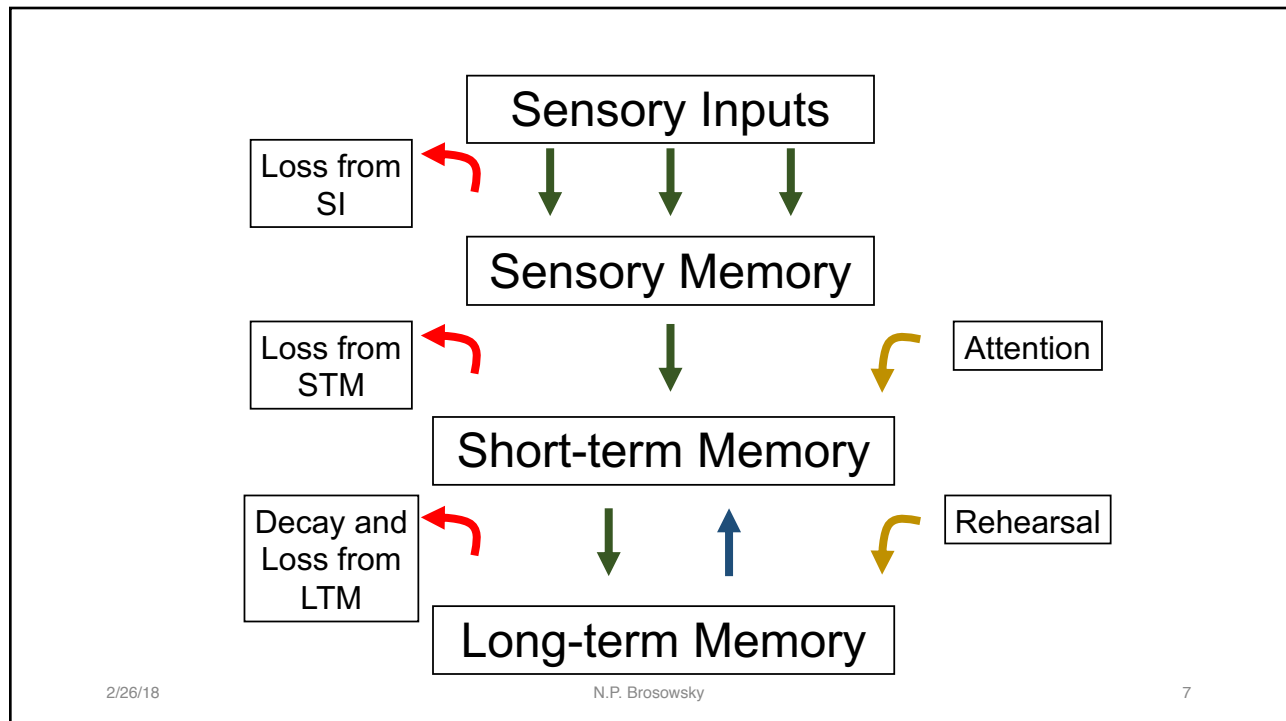 Sensory Inputs
Loss from
SI
Sensory Memory
Loss from
STM
Attention
Short-term Memory
Decay and
Loss from
LTM
Rehearsal
Long-term Memory
2/26/18
N.P. Brosowsky
7